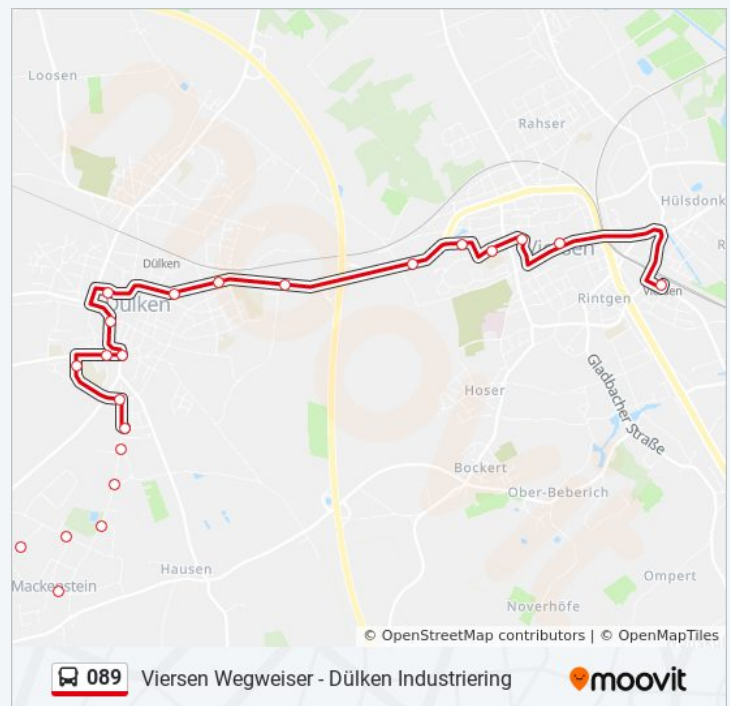 Loosen
Rahser
Hülsdonk
Dülken
Viersen
R
Dülken
Rintgen
Viersen
Gladbacher Straße
Hoser
Bockert
Ober-Beberich
Hausen
Mackenstein
Ompert
Noverhöfe
© OpenStreetMap contributors | © OpenMapTiles
089 Viersen Wegweiser - Dülken Industriering moovit